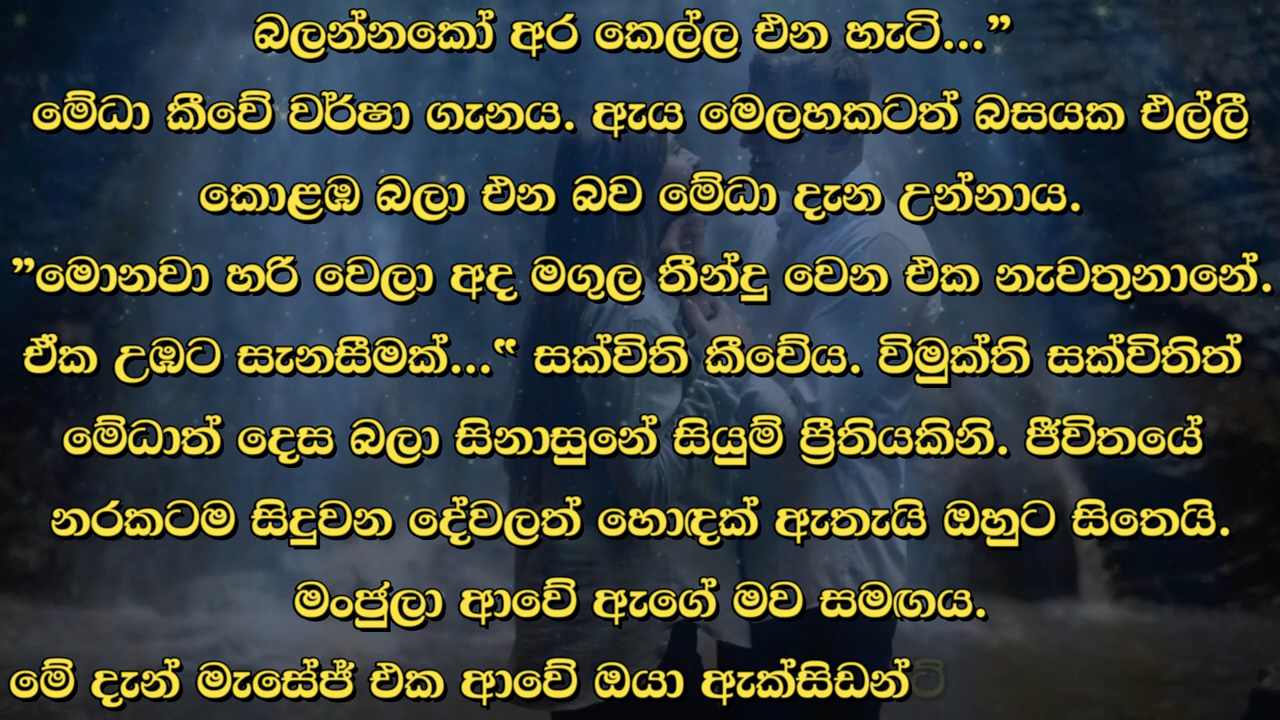 බලන්නකෝ අර කෙල්ල එන හැටි...”
මේධා කීවේ වර්ෂා ගැනය. ඇය මෙලහකටත් බසයක එල්ලී
කොළඹ බලා එන බව මේධා දැන උන්නාය.
”මොනවා හරි වෙලා අද මගුල තීන්දු වෙන එක නැවතුනානේ.
ඒක උඹට සැනසීමක්...“ සක්විති කීවේය. විමුක්ති සක්විතිත්
මේධාත් දෙස බලා සිනාසුනේ සියුම් ප්‍රීතියකිනි. ජීවිතයේ
නරකටම සිදුවන දේවලත් හොඳක් ඇතැයි ඔහුට සිතෙයි.
මංජුලා ආවේ ඇගේ මව සමඟය.
මේ දැන් මැසේජ් එක ආවේ ඔයා ඇක්සිඩන්ට්